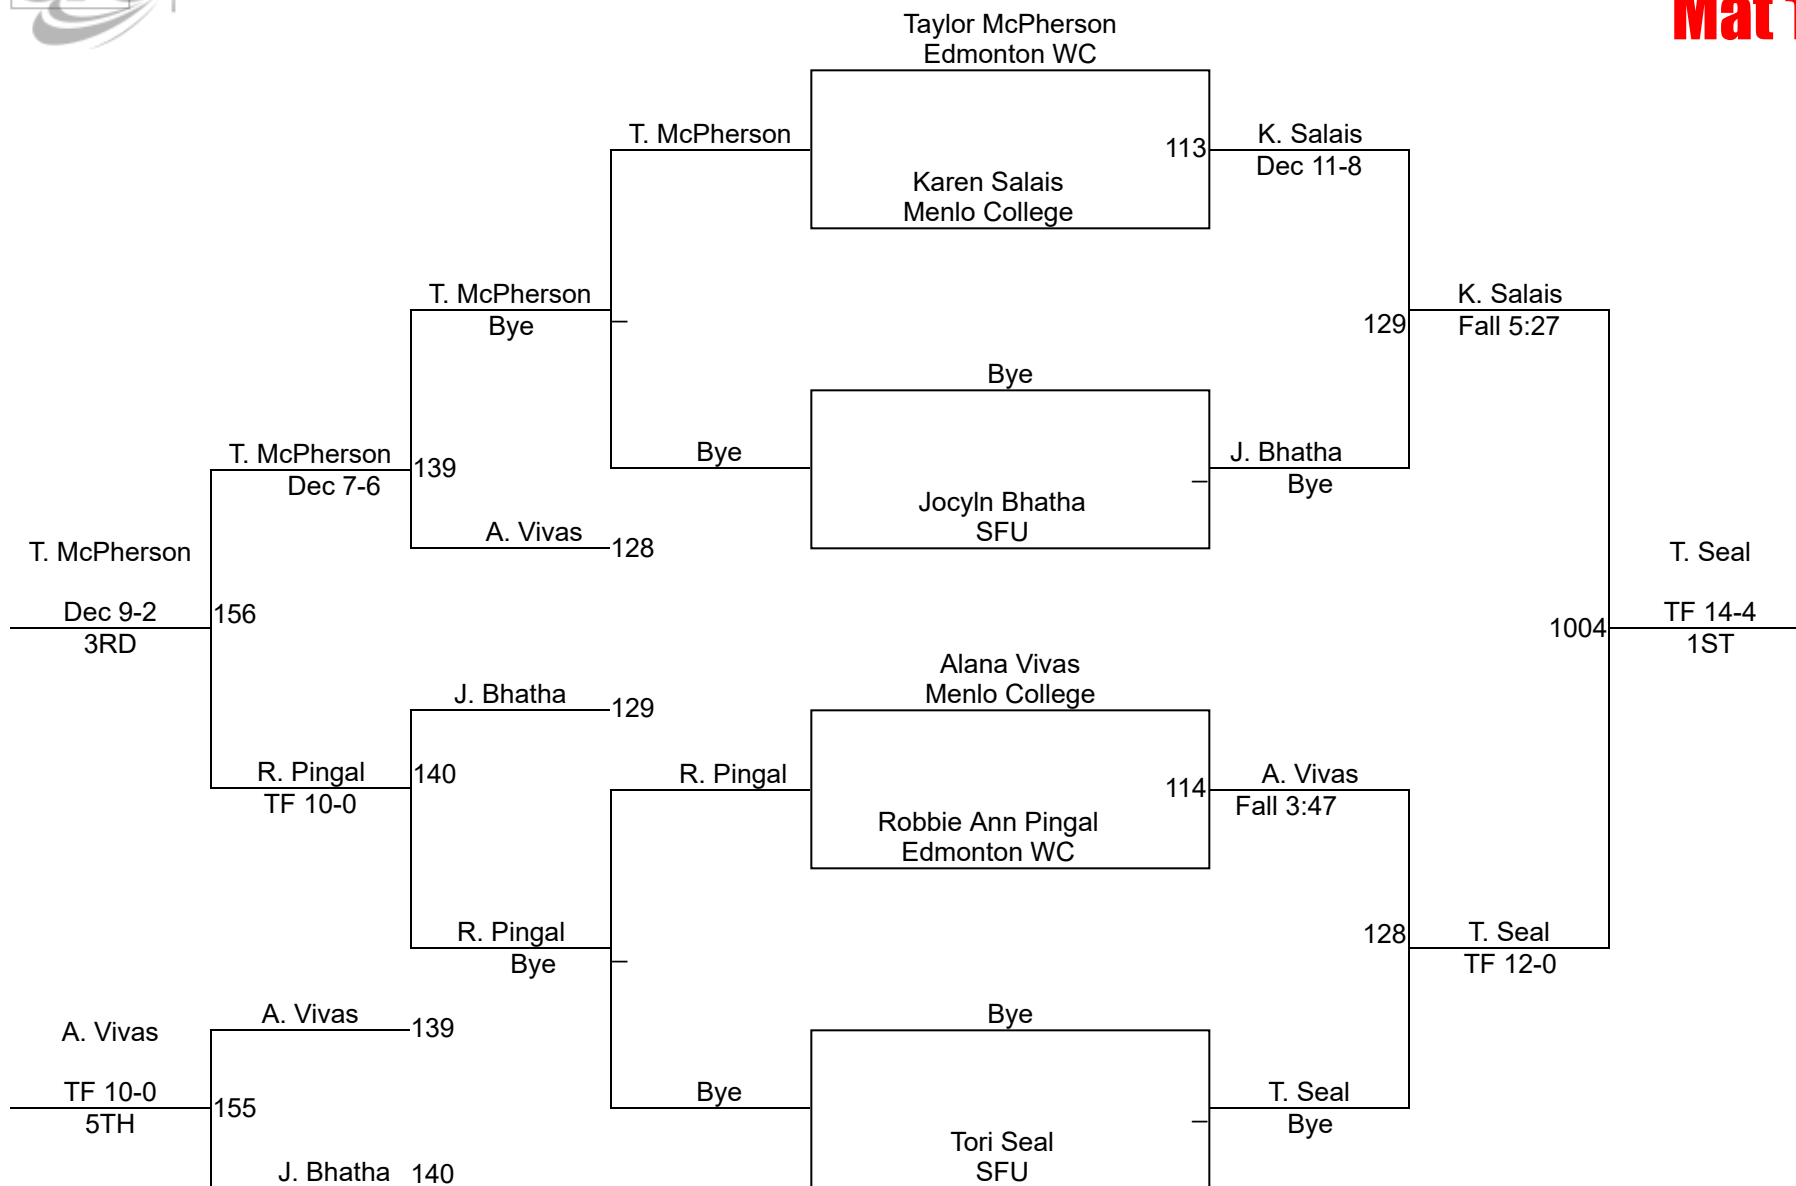 Mat
Taylor McPherson
Edmonton WC
T. McPherson
113
K. Salais
Dec 11-8
Karen Salais
Menlo College
T. McPherson
Bye
K. Salais
Fall 5:27
129
Bye
T. McPherson
Dec 7-6
139
Bye
J. Bhatha
Bye
Jocyln Bhatha
SFU
A. Vivas
128
T. McPherson
Dec 9-2
3RD
156
T. Seal
TF 14-4
1ST
1004
Alana Vivas
Menlo College
J. Bhatha
129
R. Pingal
TF 10-0
140
R. Pingal
114
A. Vivas
Fall 3:47
Robbie Ann Pingal
Edmonton WC
R. Pingal
Bye
128
T. Seal
TF 12-0
A. Vivas
139
Bye
A. Vivas
TF 10-0
5TH
155
Bye
T. Seal
Bye
Tori Seal
SFU
J. Bhatha
140